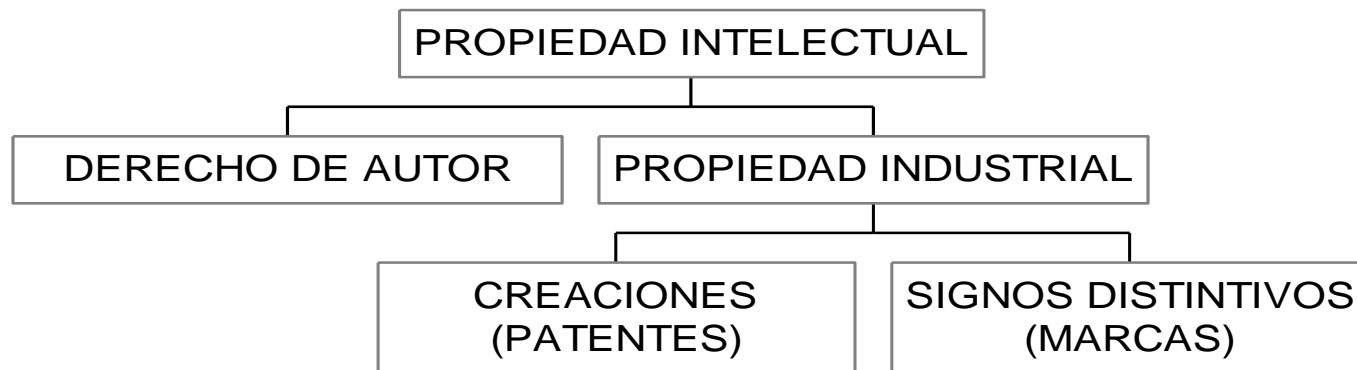 PROPIEDAD INTELECTUAL
DERECHO DE AUTOR
PROPIEDAD INDUSTRIAL
CREACIONES
(PATENTES)
SIGNOS DISTINTIVOS
(MARCAS)